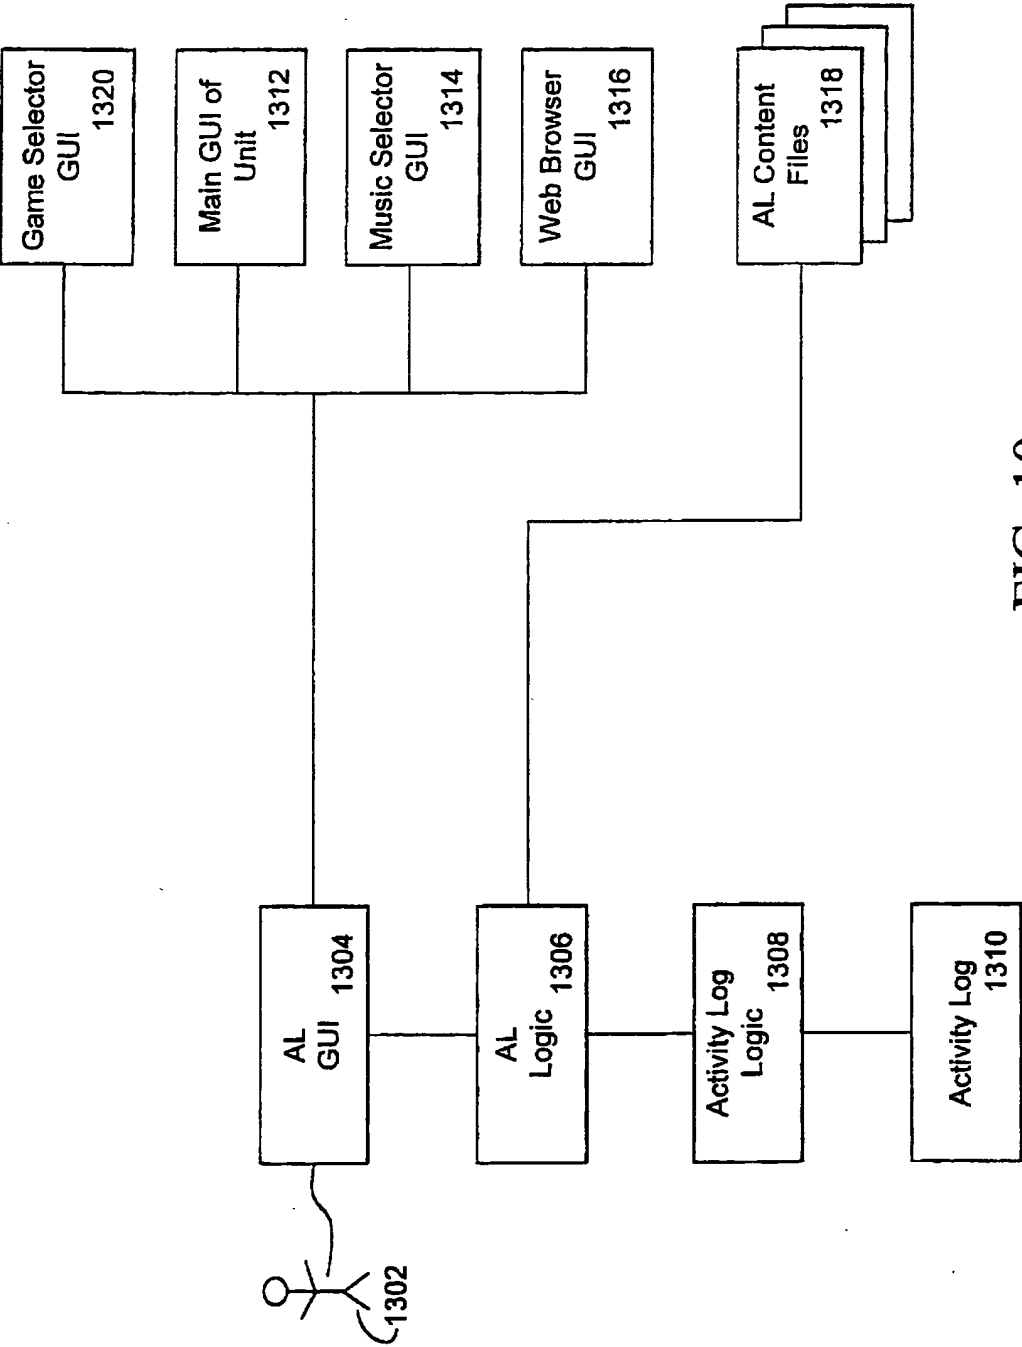 Game Selector
GUI
1320
Main GUI of
Unit
1312
Music Selector
GUI
1314
Web Browser
GUI
1316
AL Content
Files
1318
1302
AL
GUI
1304
AL
Logic
1306
Activity Log
Logic
1308
Activity Log
1310
FIG.